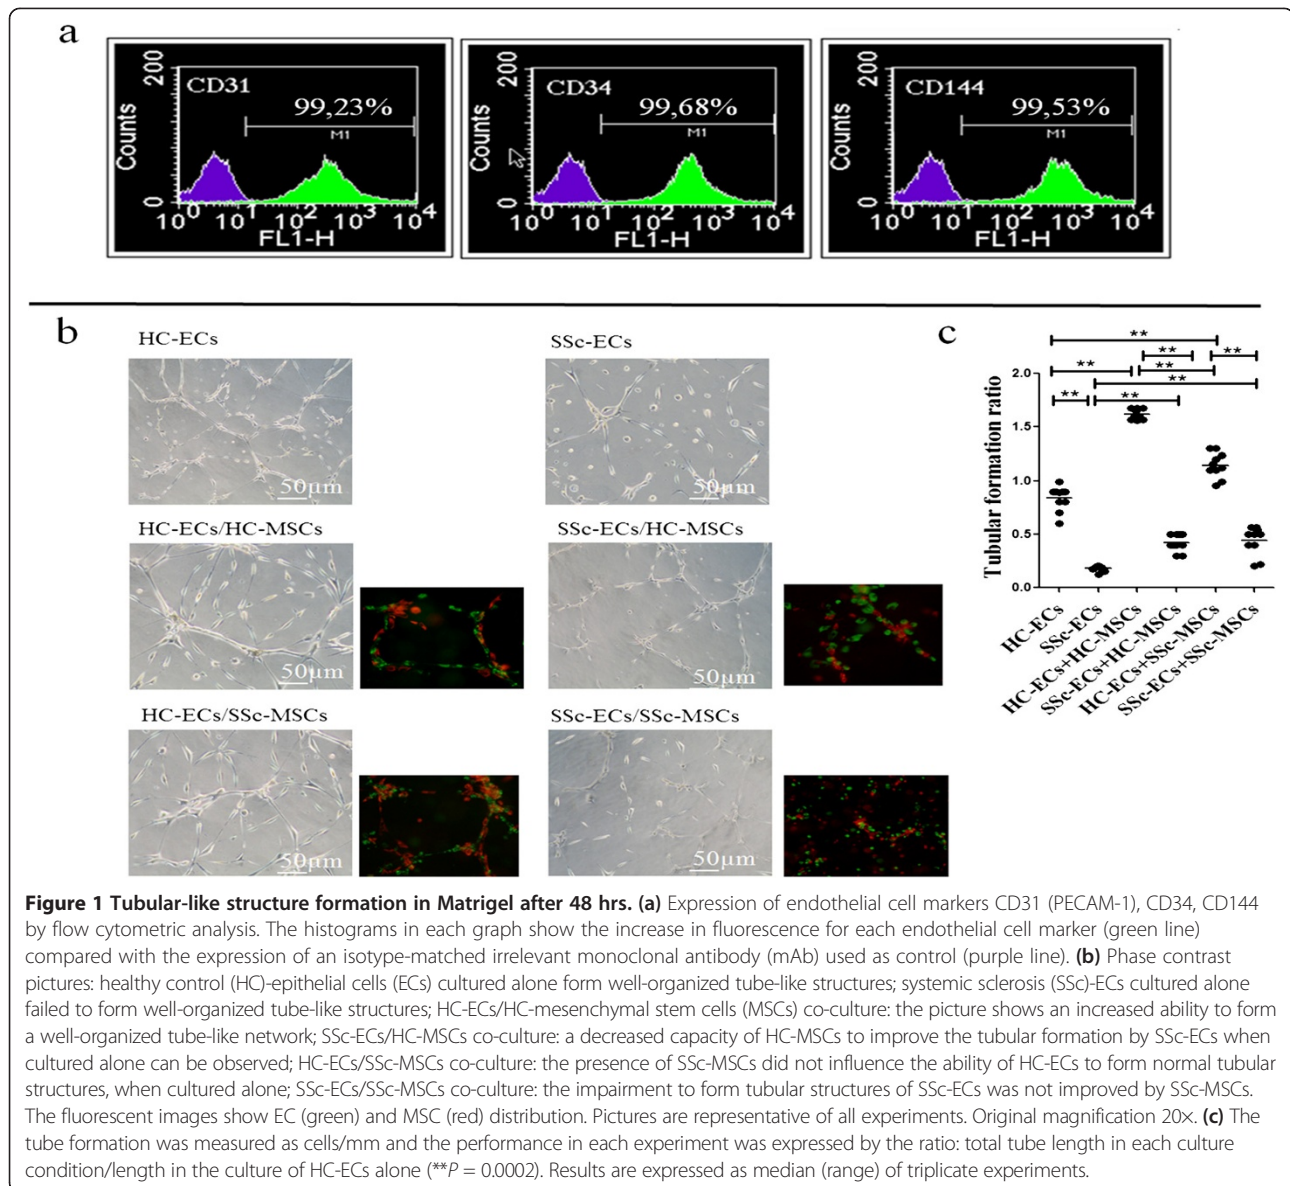 a
200
CD31
99,23%
M1
Counts
0
10^0 10^1 10^2 10^3 10^4
FL1-H
200
CD34
99,68%
M1
Counts
0
10^0 10^1 10^2 10^3 10^4
FL1-H
200
CD144
99,53%
M1
Counts
0
10^0 10^1 10^2 10^3 10^4
FL1-H
b
HC-ECs
50µm
SSc-ECs
50µm
HC-ECs/HC-MSCs
50µm
SSc-ECs/HC-MSCs
50µm
HC-ECs/SSc-MSCs
50µm
SSc-ECs/SSc-MSCs
50µm
c
**
** **
** **
**
** **
Tubular formation ratio
2.0
1.5
1.0
0.5
0.0
HC-ECs
SSc-ECs
HC-ECs+HC-MSCs
SSc-ECs+HC-MSCs
HC-ECs+SSc-MSCs
SSc-ECs+SSc-MSCs
Figure 1 Tubular-like structure formation in Matrigel after 48 hrs. (a) Expression of endothelial cell markers CD31 (PECAM-1), CD34, CD144
by flow cytometric analysis. The histograms in each graph show the increase in fluorescence for each endothelial cell marker (green line)
compared with the expression of an isotype-matched irrelevant monoclonal antibody (mAb) used as control (purple line). (b) Phase contrast
pictures: healthy control (HC)-epithelial cells (ECs) cultured alone form well-organized tube-like structures; systemic sclerosis (SSc)-ECs cultured alone
failed to form well-organized tube-like structures; HC-ECs/HC-mesenchymal stem cells (MSCs) co-culture: the picture shows an increased ability to form
a well-organized tube-like network; SSc-ECs/HC-MSCs co-culture: a decreased capacity of HC-MSCs to improve the tubular formation by SSc-ECs when
cultured alone can be observed; HC-ECs/SSc-MSCs co-culture: the presence of SSc-MSCs did not influence the ability of HC-ECs to form normal tubular
structures, when cultured alone; SSc-ECs/SSc-MSCs co-culture: the impairment to form tubular structures of SSc-ECs was not improved by SSc-MSCs.
The fluorescent images show EC (green) and MSC (red) distribution. Pictures are representative of all experiments. Original magnification 20×. (c) The
tube formation was measured as cells/mm and the performance in each experiment was expressed by the ratio: total tube length in each culture
condition/length in the culture of HC-ECs alone (**P = 0.0002). Results are expressed as median (range) of triplicate experiments.